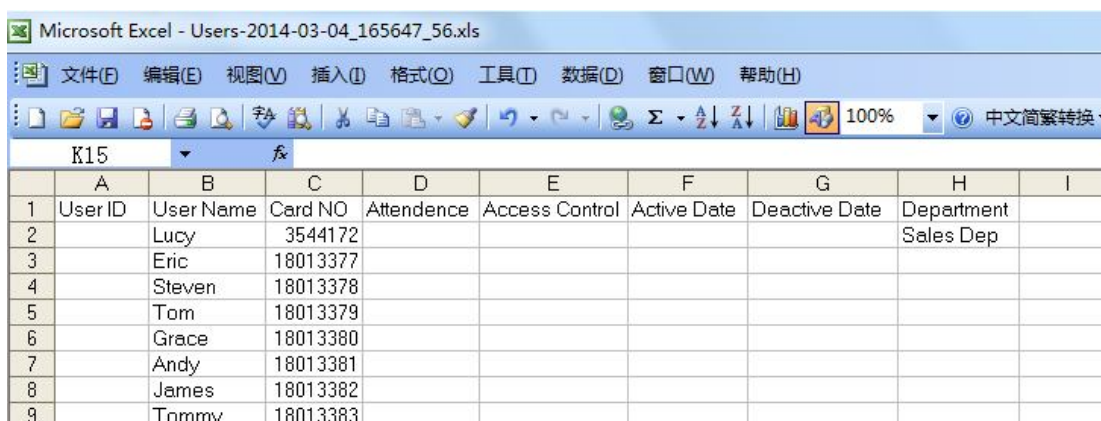 Microsoft Excel - Users-2014-03-04_165647_56.xls
文件(F) 编辑(E) 视图(V) 插入(I) 格式(O) 工具(T) 数据(D) 窗口(W) 帮助(H)
100% 中文简繁转换
K15 fx
A B C D E F G H I
1 User ID User Name Card NO Attendence Access Control Active Date Deactive Date Department
2 Lucy 3544172 Sales Dep
3 Eric 18013377
4 Steven 18013378
5 Tom 18013379
6 Grace 18013380
7 Andy 18013381
8 James 18013382
9 Tommy 18013383